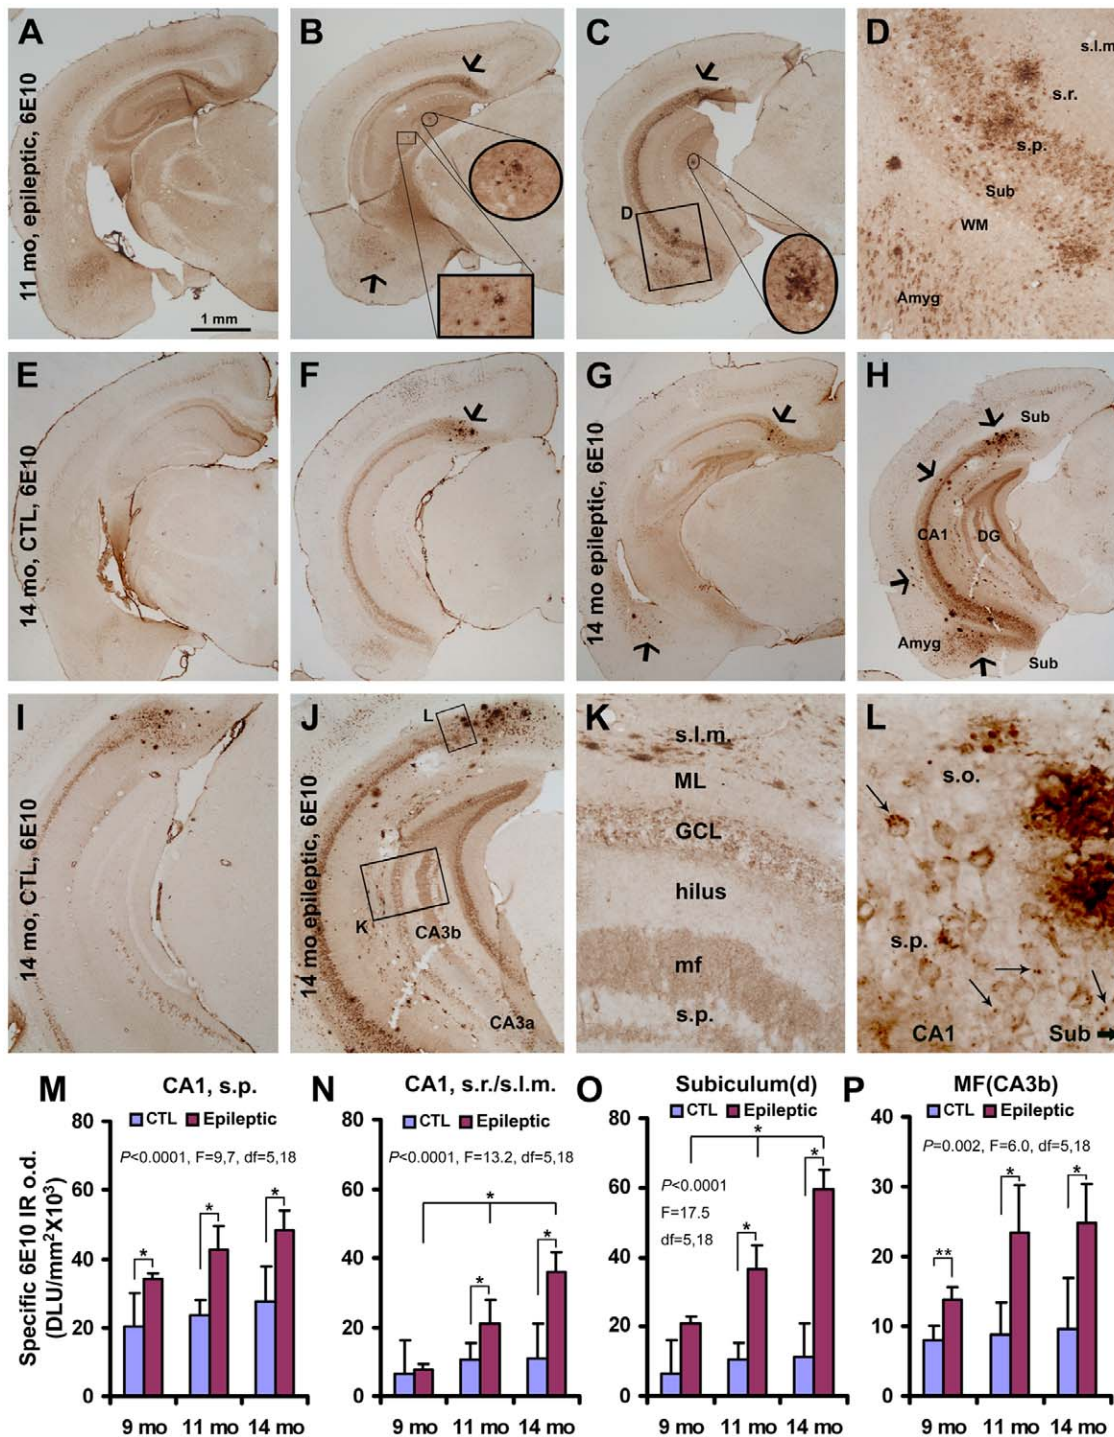 A
B
C
D
11 mo, epileptic, 6E10
1 mm
D
s.l.m
s.r.
s.p.
Sub
WM
Amyg
E
F
G
H
14 mo, CTL, 6E10
14 mo epileptic, 6E10
Sub
CA1
DG
Amyg
Sub
I
J
K
L
14 mo, CTL, 6E10
14 mo epileptic, 6E10
L
K
CA3b
CA3a
s.l.m.
ML
GCL
hilus
mf
s.p.
s.o.
s.p.
CA1 Sub
M CA1, s.p.
CTL Epileptic
P<0.0001, F=9,7, df=5,18
Specific 6E10 IR o.d.
(DLU/mm²X10³)
80
60
40
20
0
* * *
9 mo 11 mo 14 mo
N CA1, s.r./s.l.m.
CTL Epileptic
P<0.0001, F=13.2, df=5,18
80
60
40
20
0
*
* *
9 mo 11 mo 14 mo
O Subiculum(d)
CTL Epileptic
P<0.0001
F=17.5
df=5,18
80
60
40
20
0
*
* *
9 mo 11 mo 14 mo
P MF(CA3b)
CTL Epileptic
P=0.002, F=6.0, df=5,18
40
30
20
10
0
** * *
9 mo 11 mo 14 mo